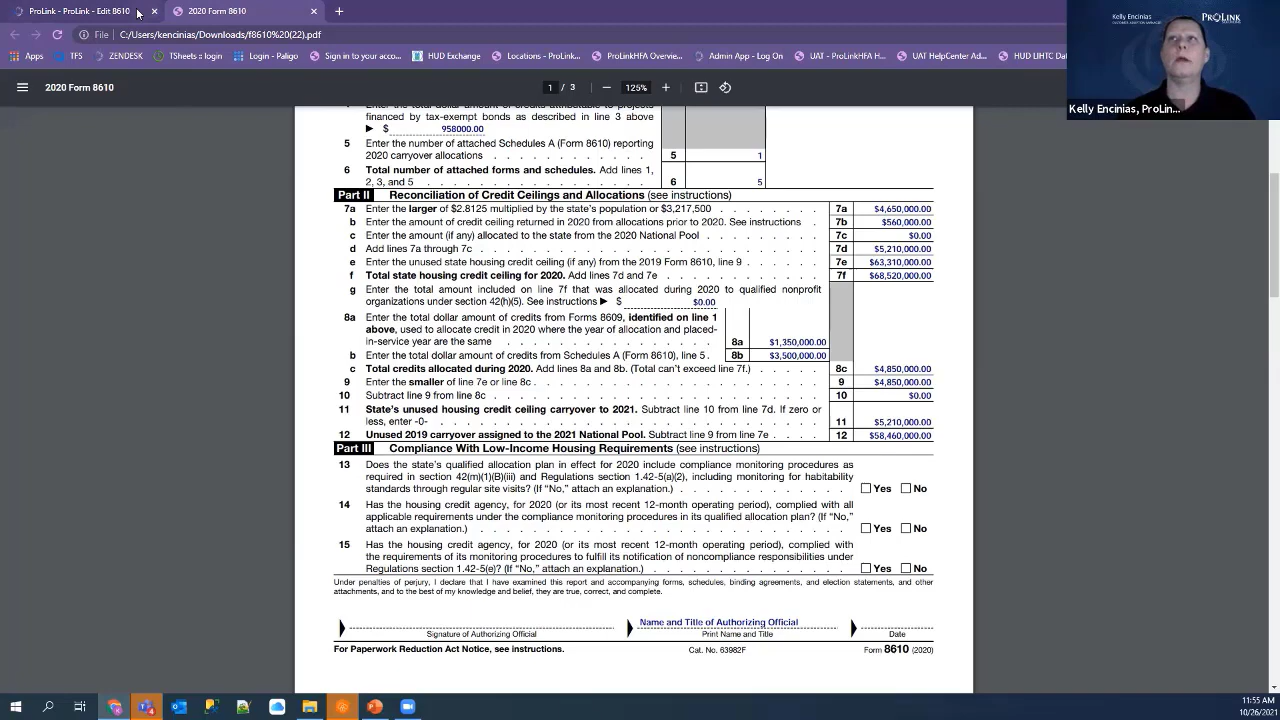 ProLink - ProLink - Edit 8610
2020 Form 8610
File | C:/Users/kencinias/Downloads/f8610%20(22).pdf
Apps TFS ZENDESK TSheets :: login Login - Paligo Sign in to your acco... HUD Exchange Locations - ProLink... ProLinkHFA Overvie... Admin App - Log On UAT - ProLinkHFA H... UAT HelpCenter Ad... HUD LIHTC Dat
Kelly Encinias
PROLINK
Kelly Encinias, ProLin...
2020 Form 8610
1 / 3
125%
financed by tax-exempt bonds as described in line 3 above
$ 958000.00
5 Enter the number of attached Schedules A (Form 8610) reporting
2020 carryover allocations 5 1
6 Total number of attached forms and schedules. Add lines 1,
2, 3, and 5 6 5
Part II Reconciliation of Credit Ceilings and Allocations (see instructions)
7a Enter the larger of $2.8125 multiplied by the state's population or $3,217,500 7a $4,650,000.00
b Enter the amount of credit ceiling returned in 2020 from allocations prior to 2020. See instructions 7b $560,000.00
c Enter the amount (if any) allocated to the state from the 2020 National Pool 7c $0.00
d Add lines 7a through 7c 7d $5,210,000.00
e Enter the unused state housing credit ceiling (if any) from the 2019 Form 8610, line 9 7e $63,310,000.00
f Total state housing credit ceiling for 2020. Add lines 7d and 7e 7f $68,520,000.00
g Enter the total amount included on line 7f that was allocated during 2020 to qualified nonprofit
organizations under section 42(h)(5). See instructions $ $0.00
8a Enter the total dollar amount of credits from Forms 8609, identified on line 1
above, used to allocate credit in 2020 where the year of allocation and placed-
in-service year are the same 8a $1,350,000.00
b Enter the total dollar amount of credits from Schedules A (Form 8610), line 5 . 8b $3,500,000.00
c Total credits allocated during 2020. Add lines 8a and 8b. (Total can't exceed line 7f.) 8c $4,850,000.00
9 Enter the smaller of line 7e or line 8c 9 $4,850,000.00
10 Subtract line 9 from line 8c 10 $0.00
11 State's unused housing credit ceiling carryover to 2021. Subtract line 10 from line 7d. If zero or
less, enter -0- 11 $5,210,000.00
12 Unused 2019 carryover assigned to the 2021 National Pool. Subtract line 9 from line 7e 12 $58,460,000.00
Part III Compliance With Low-Income Housing Requirements (see instructions)
13 Does the state's qualified allocation plan in effect for 2020 include compliance monitoring procedures as
required in section 42(m)(1)(B)(iii) and Regulations section 1.42-5(a)(2), including monitoring for habitability
standards through regular site visits? (If "No," attach an explanation.) Yes No
14 Has the housing credit agency, for 2020 (or its most recent 12-month operating period), complied with all
applicable requirements under the compliance monitoring procedures in its qualified allocation plan? (If "No,"
attach an explanation.) Yes No
15 Has the housing credit agency, for 2020 (or its most recent 12-month operating period), complied with
the requirements of its monitoring procedures to fulfill its notification of noncompliance responsibilities under
Regulations section 1.42-5(e)? (If "No," attach an explanation.) Yes No
Under penalties of perjury, I declare that I have examined this report and accompanying forms, schedules, binding agreements, and election statements, and other
attachments, and to the best of my knowledge and belief, they are true, correct, and complete.
Name and Title of Authorizing Official
Signature of Authorizing Official Print Name and Title Date
For Paperwork Reduction Act Notice, see instructions. Cat. No. 63982F Form 8610 (2020)
11:55 AM
10/26/2021